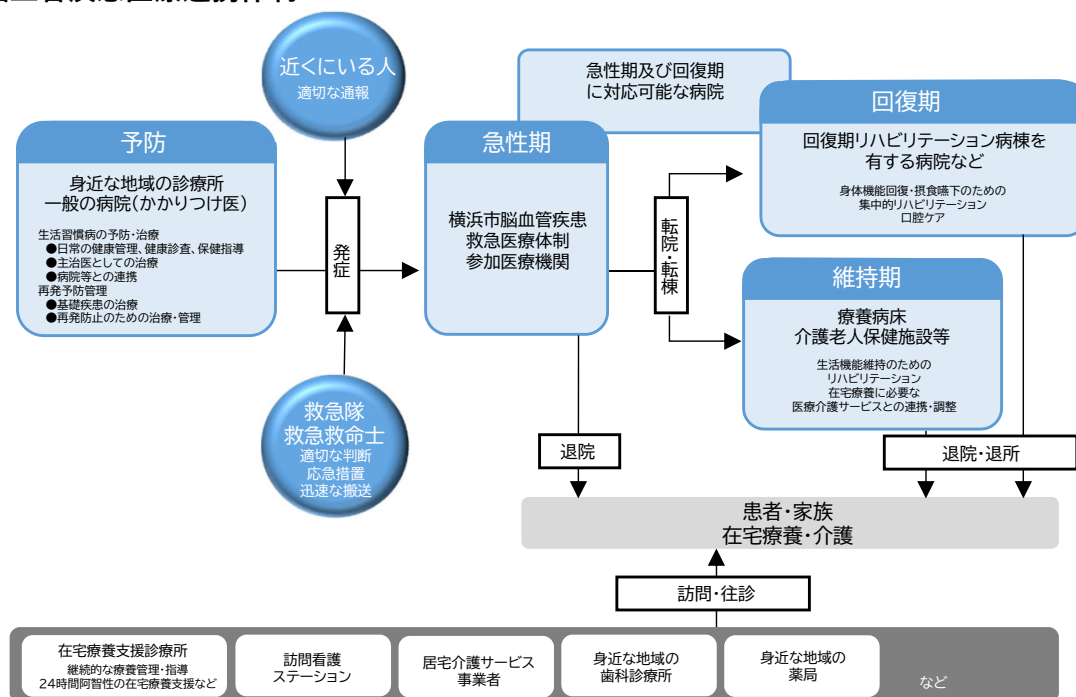 近くにいる人
適切な通報
急性期及び回復期
に対応可能な病院
予防
身近な地域の診療所
一般の病院(かかりつけ医)
生活習慣病の予防・治療
●日常の健康管理、健康診査、保健指導
●主治医としての治療
●病院等との連携
再発予防管理
●基礎疾患の治療
●再発防止のための治療・管理
発症
急性期
横浜市脳血管疾患
救急医療体制
参加医療機関
転院・転棟
回復期
回復期リハビリテーション病棟を
有する病院など
身体機能回復・摂食嚥下のための
集中的リハビリテーション
口腔ケア
維持期
療養病床
介護老人保健施設等
生活機能維持のための
リハビリテーション
在宅療養に必要な
医療介護サービスとの連携・調整
救急隊
救急救命士
適切な判断
応急措置
迅速な搬送
退院
退院・退所
患者・家族
在宅療養・介護
訪問・往診
在宅療養支援診療所
継続的な療養管理・指導
24時間阿智性の在宅療養支援など
訪問看護
ステーション
居宅介護サービス
事業者
身近な地域の
歯科診療所
身近な地域の
薬局
など